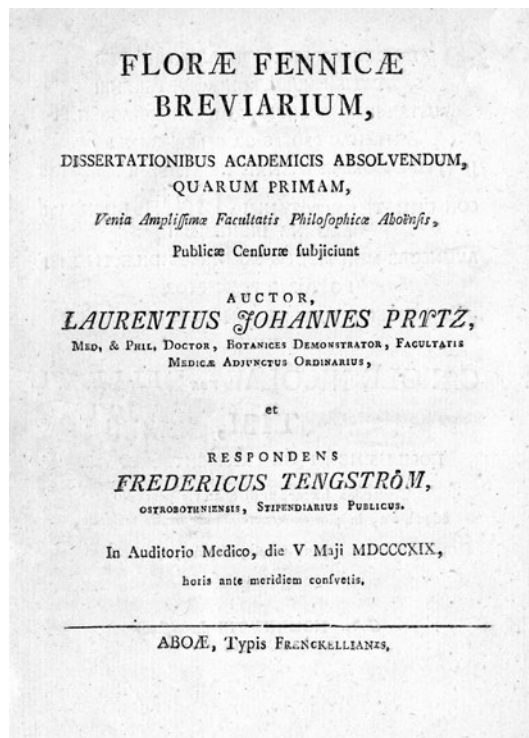 FLORÆ FENNICÆ
BREVIARIUM,
DISSERTATIONIBUS ACADEMICIS ABSOLVENDUM,
QUARUM PRIMAM,
Venia Ampliſſimæ Facultatis Philoſophicæ Aboënſis,
Publicæ Cenſuræ ſubjiciunt
AUCTOR,
LAURENTIUS JOHANNES PRYTZ,
MED. & PHIL. DOCTOR, BOTANICES DEMONSTRATOR, FACULTATIS
MEDICÆ ADJUNCTUS ORDINARIUS,
et
RESPONDENS
FREDERICUS TENGSTRÖM,
OSTROBOTHNIENSIS, STIPENDIARIUS PUBLICUS.
In Auditorio Medico, die V Maji MDCCCXIX,
horis ante meridiem conſvetis.
ABOÆ, Typis FRENCKELLIANIS.